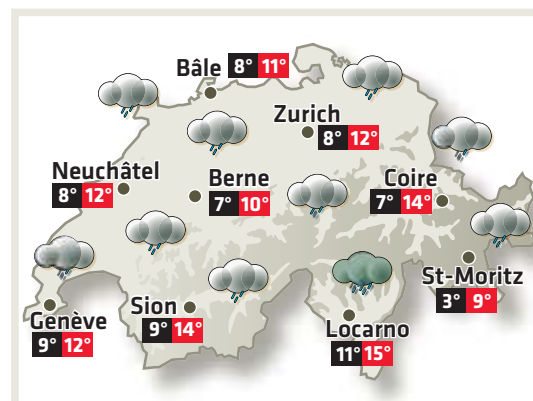 Bâle 8° 11°
Zurich
8° 12°
Neuchâtel
8° 12°
Berne
7° 10°
Coire
7° 14°
St-Moritz
3° 9°
Sion
9° 14°
Genève
9° 12°
Locarno
11° 15°